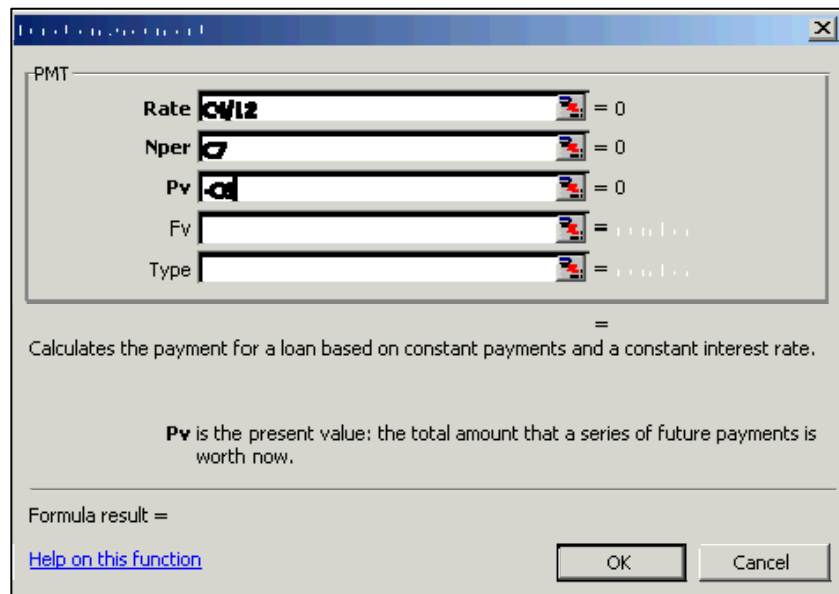 PMT
Rate C4/12 = 0
Nper C7 = 0
Pv = 0
Fv =
Type =
=
Calculates the payment for a loan based on constant payments and a constant interest rate.
Pv is the present value: the total amount that a series of future payments is
worth now.
Formula result =
Help on this function
OK Cancel